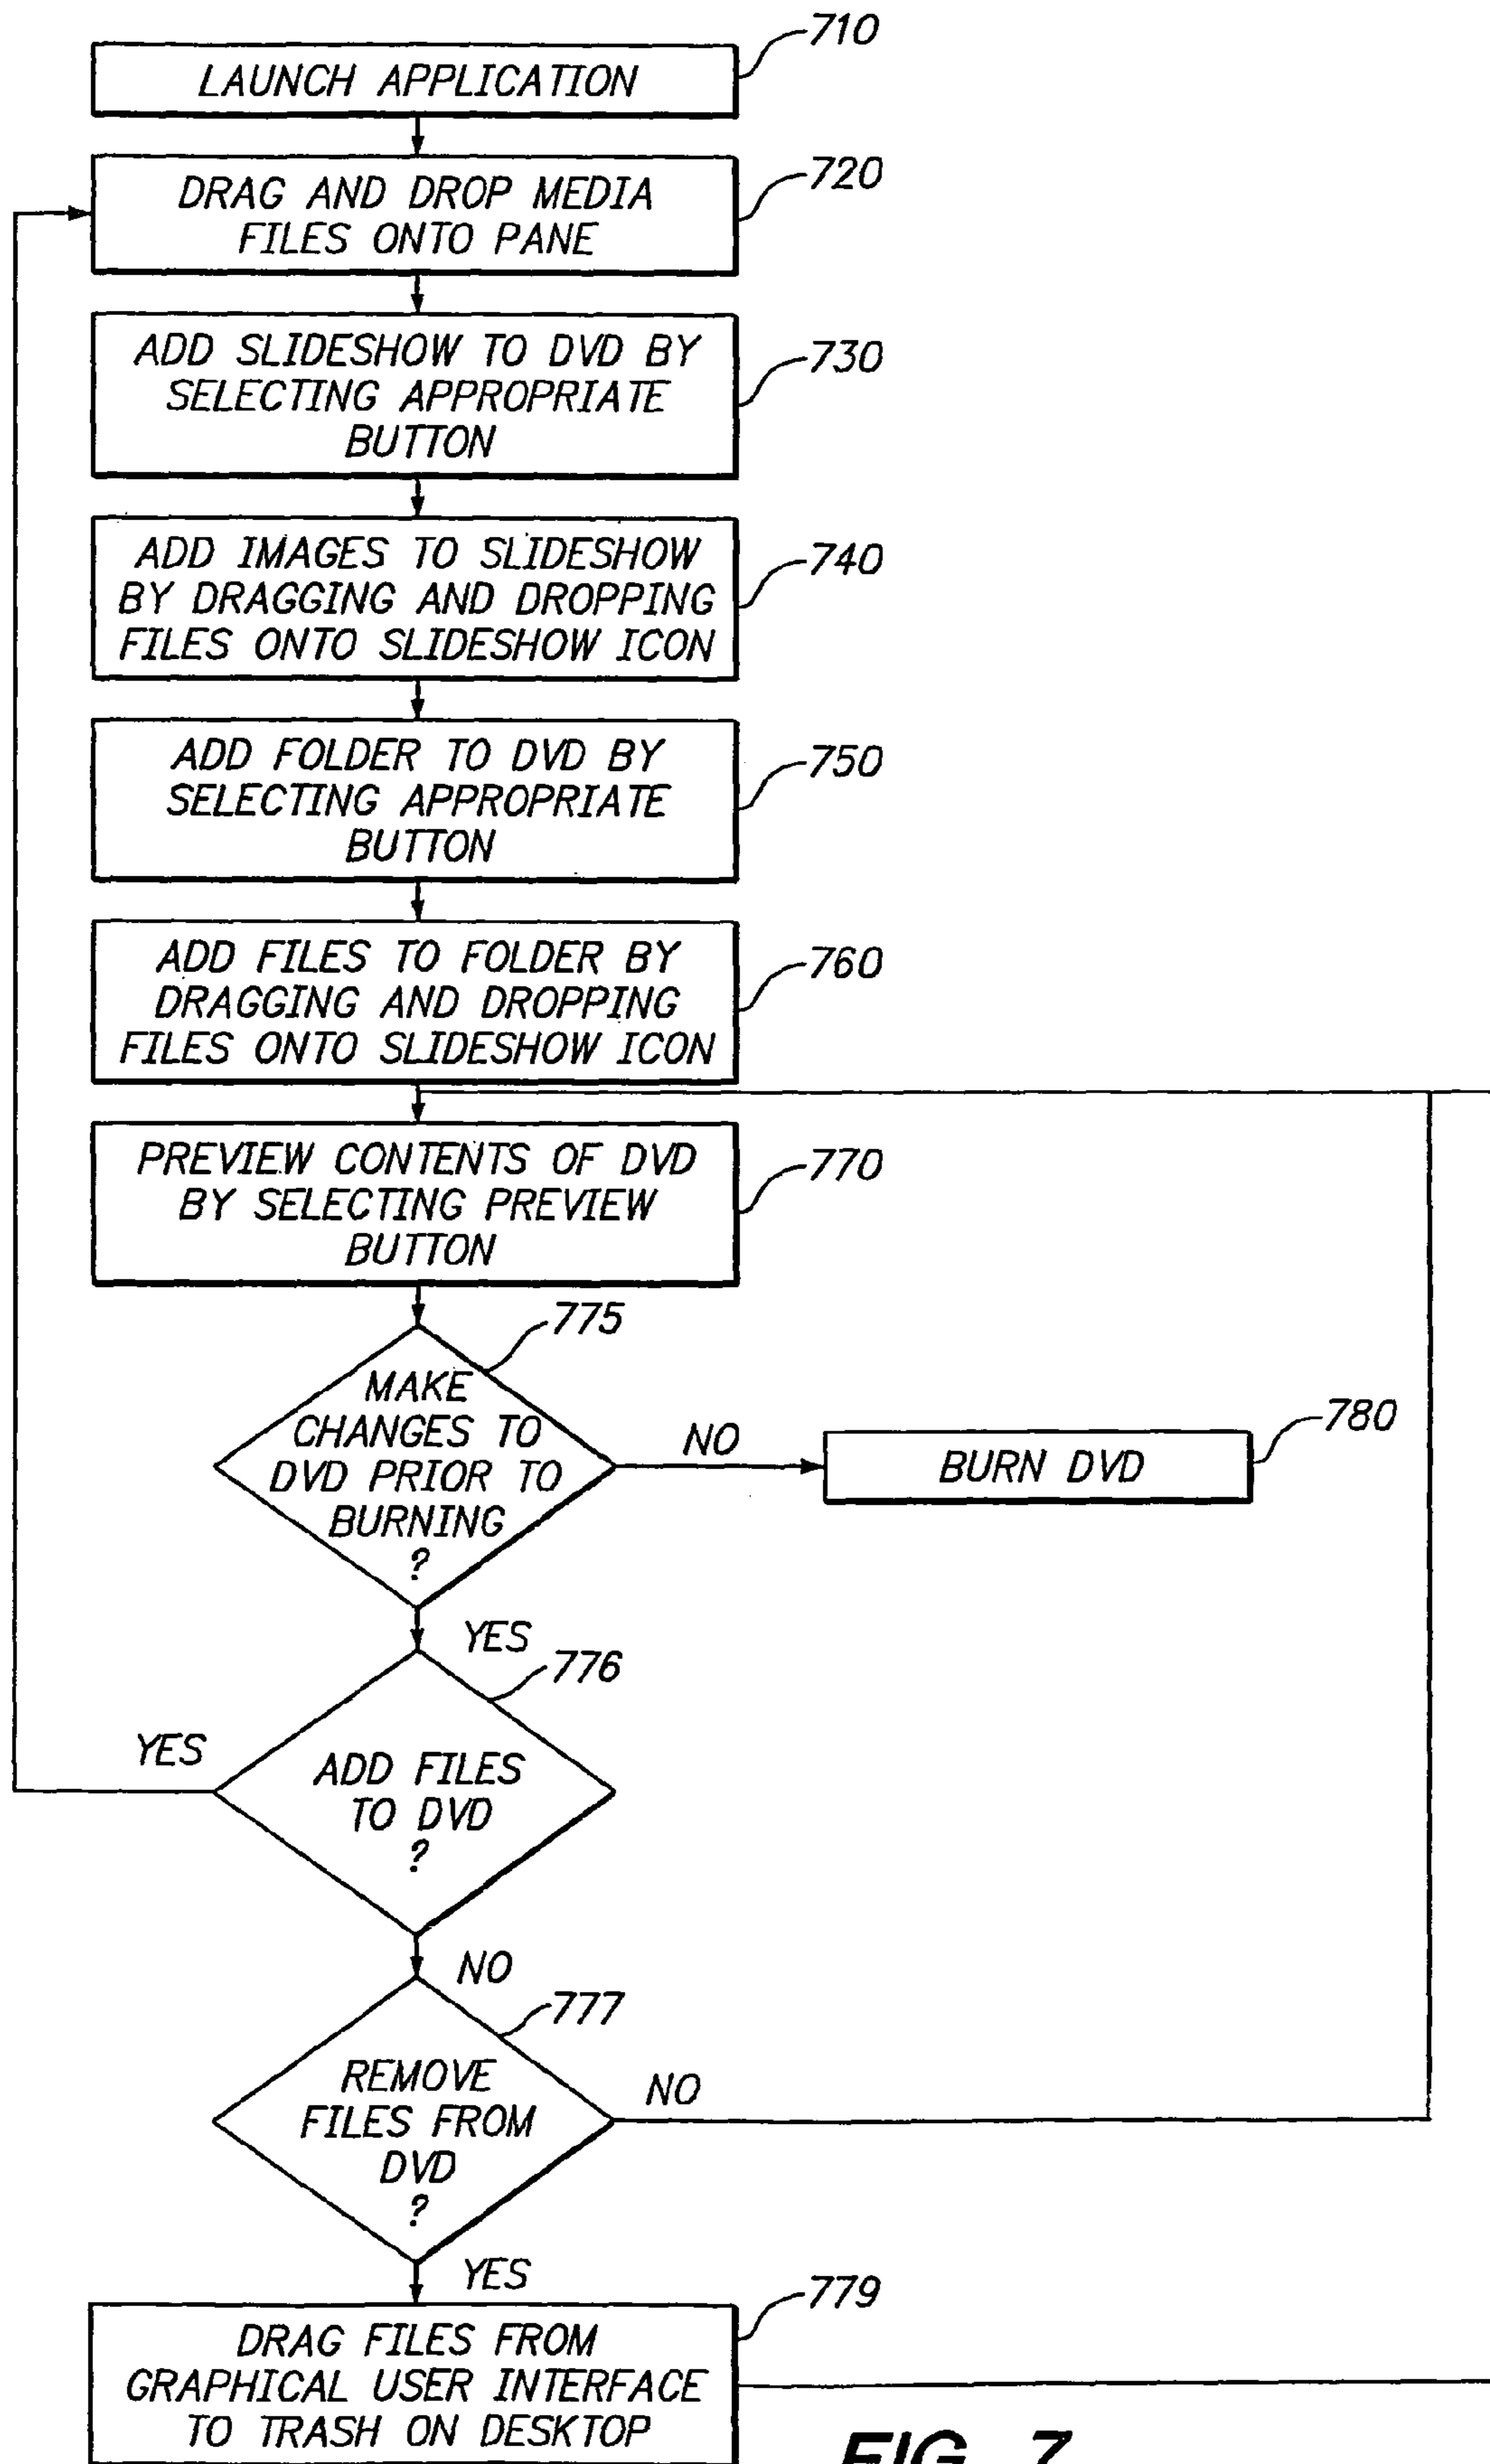 710
LAUNCH APPLICATION
720
DRAG AND DROP MEDIA
FILES ONTO PANE
730
ADD SLIDESHOW TO DVD BY
SELECTING APPROPRIATE
BUTTON
740
ADD IMAGES TO SLIDESHOW
BY DRAGGING AND DROPPING
FILES ONTO SLIDESHOW ICON
750
ADD FOLDER TO DVD BY
SELECTING APPROPRIATE
BUTTON
760
ADD FILES TO FOLDER BY
DRAGGING AND DROPPING
FILES ONTO SLIDESHOW ICON
770
PREVIEW CONTENTS OF DVD
BY SELECTING PREVIEW
BUTTON
775
MAKE
CHANGES TO
DVD PRIOR TO
BURNING
?
NO
780
BURN DVD
YES
776
YES
ADD FILES
TO DVD
?
NO
777
REMOVE
FILES FROM
DVD
?
NO
YES
779
DRAG FILES FROM
GRAPHICAL USER INTERFACE
TO TRASH ON DESKTOP
FIG. 7